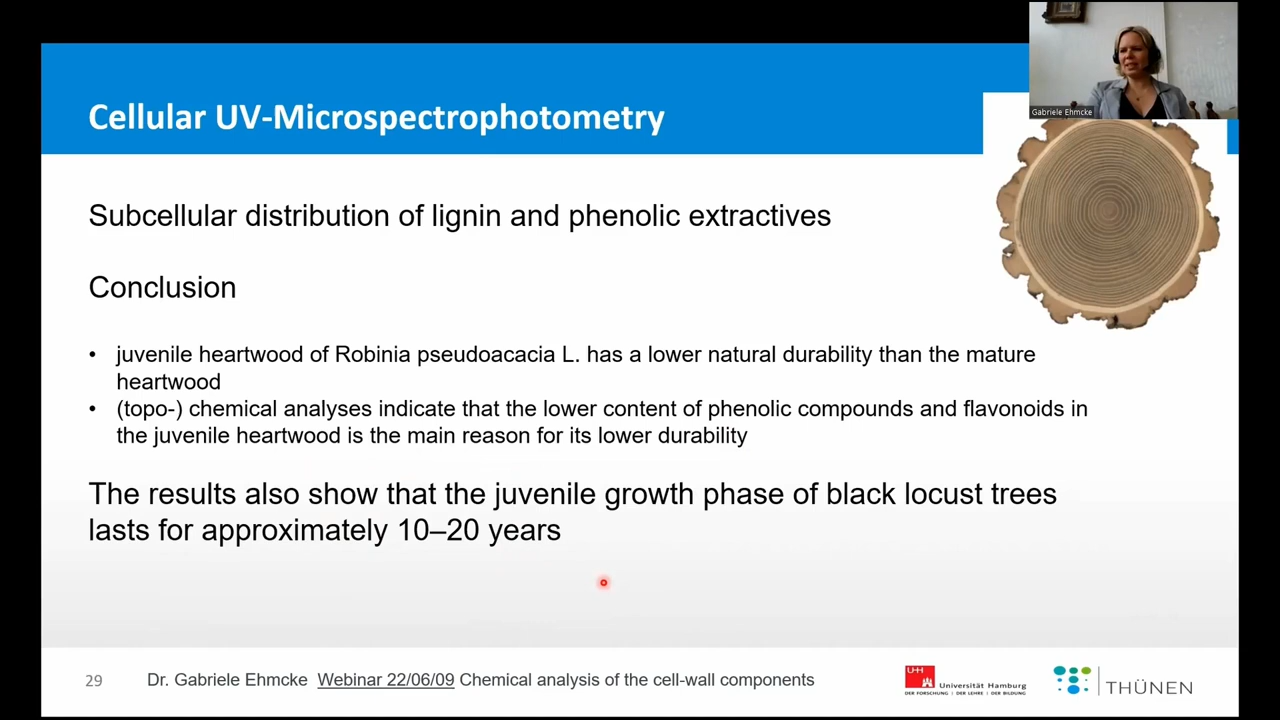 Cellular UV-Microspectrophotometry
Gabriele Ehmcke
Subcellular distribution of lignin and phenolic extractives
Conclusion
• juvenile heartwood of Robinia pseudoacacia L. has a lower natural durability than the mature
heartwood
• (topo-) chemical analyses indicate that the lower content of phenolic compounds and flavonoids in
the juvenile heartwood is the main reason for its lower durability
The results also show that the juvenile growth phase of black locust trees
lasts for approximately 10–20 years
29
Dr. Gabriele Ehmcke Webinar 22/06/09 Chemical analysis of the cell-wall components
UH
Universität Hamburg
DER FORSCHUNG | DER LEHRE | DER BILDUNG
THÜNEN